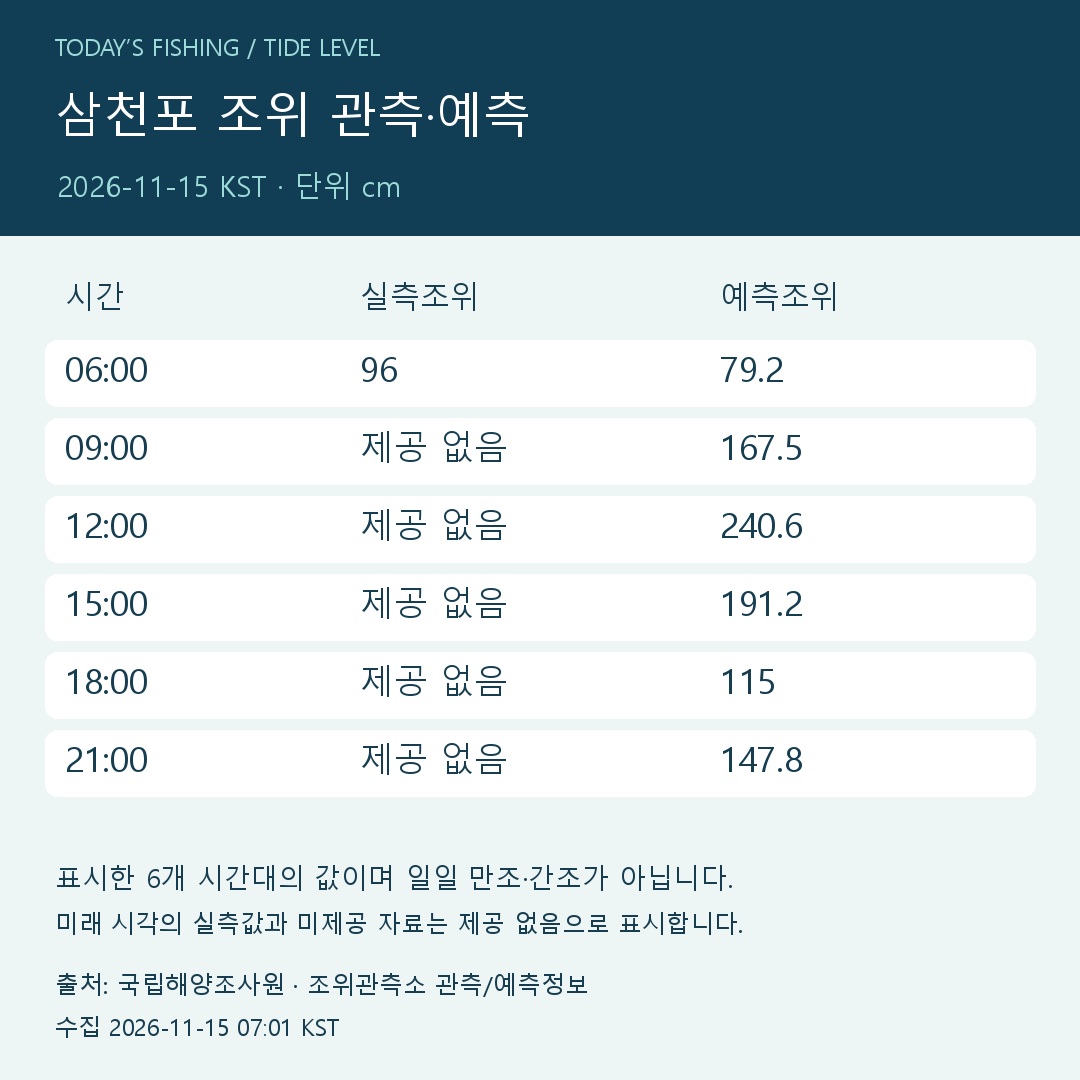 TODAY’S FISHING / TIDE LEVEL
삼천포 조위 관측·예측
2026-11-15 KST · 단위 cm
시간 실측조위 예측조위
06:00 96 79.2
09:00 제공 없음 167.5
12:00 제공 없음 240.6
15:00 제공 없음 191.2
18:00 제공 없음 115
21:00 제공 없음 147.8
표시한 6개 시간대의 값이며 일일 만조·간조가 아닙니다.
미래 시각의 실측값과 미제공 자료는 제공 없음으로 표시합니다.
출처: 국립해양조사원 · 조위관측소 관측/예측정보
수집 2026-11-15 07:01 KST